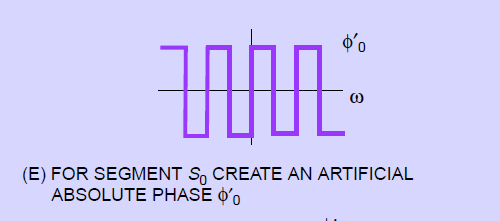 ϕ′₀
ω
(E) FOR SEGMENT S₀ CREATE AN ARTIFICIAL
ABSOLUTE PHASE ϕ′₀